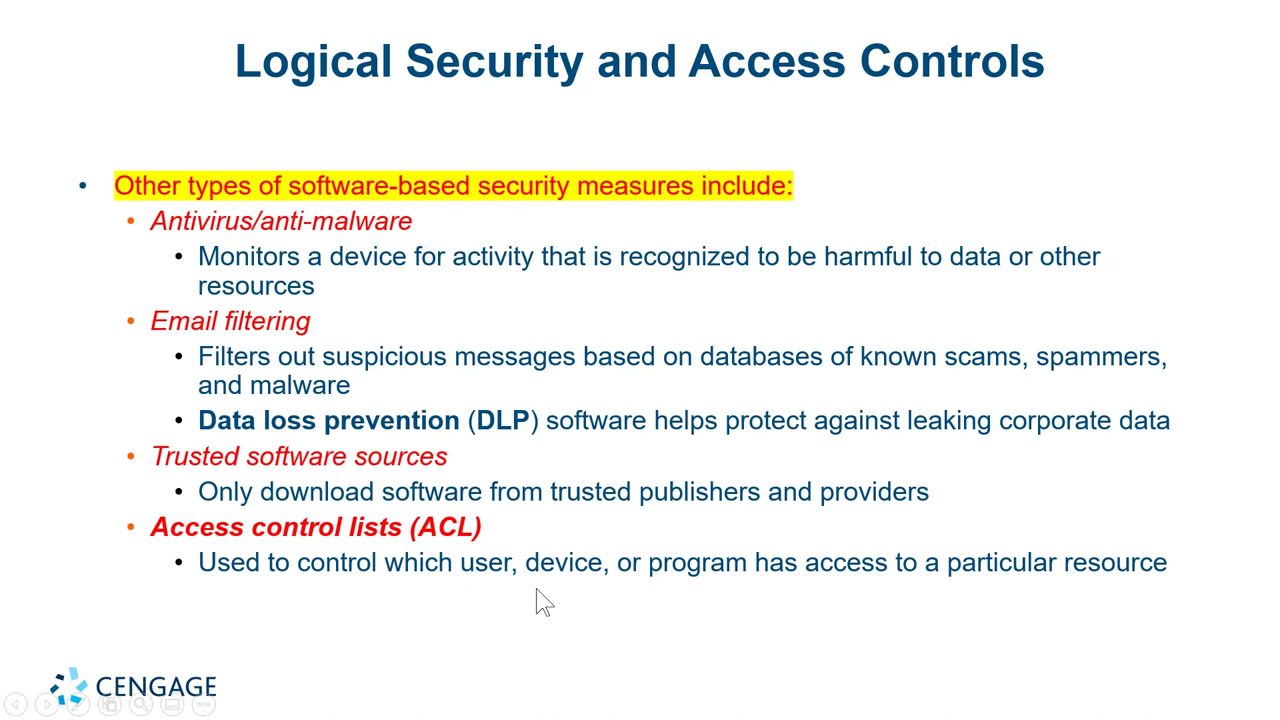 Logical Security and Access Controls
• Other types of software-based security measures include:
• Antivirus/anti-malware
• Monitors a device for activity that is recognized to be harmful to data or other
resources
• Email filtering
• Filters out suspicious messages based on databases of known scams, spammers,
and malware
• Data loss prevention (DLP) software helps protect against leaking corporate data
• Trusted software sources
• Only download software from trusted publishers and providers
• Access control lists (ACL)
• Used to control which user, device, or program has access to a particular resource
CENGAGE